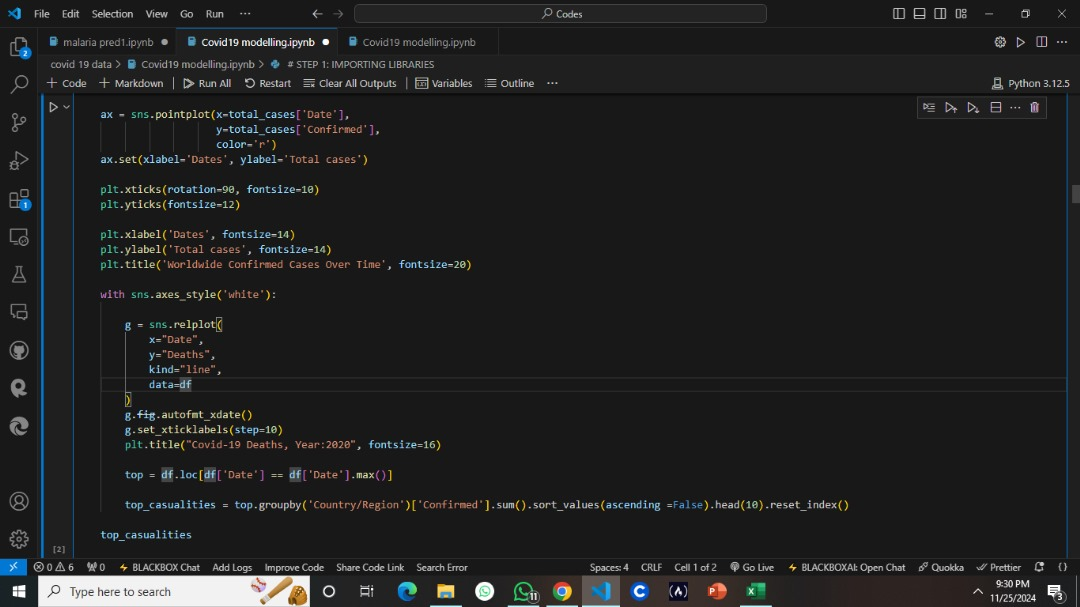 File Edit Selection View Go Run ··· Codes
malaria pred1.ipynb Covid19 modelling.ipynb Covid19 modelling.ipynb
covid 19 data > Covid19 modelling.ipynb > # STEP 1: IMPORTING LIBRARIES
+ Code + Markdown Run All Restart Clear All Outputs Variables Outline ··· Python 3.12.5
ax = sns.pointplot(x=total_cases['Date'],
y=total_cases['Confirmed'],
color='r')
ax.set(xlabel='Dates', ylabel='Total cases')
plt.xticks(rotation=90, fontsize=10)
plt.yticks(fontsize=12)
plt.xlabel('Dates', fontsize=14)
plt.ylabel('Total cases', fontsize=14)
plt.title('Worldwide Confirmed Cases Over Time', fontsize=20)
with sns.axes_style('white'):
g = sns.relplot(
x="Date",
y="Deaths",
kind="line",
data=df
)
g.fig.autofmt_xdate()
g.set_xticklabels(step=10)
plt.title("Covid-19 Deaths, Year:2020", fontsize=16)
top = df.loc[df['Date'] == df['Date'].max()]
top_casualities = top.groupby('Country/Region')['Confirmed'].sum().sort_values(ascending =False).head(10).reset_index()
top_casualities
[2]
2
1
0 6 0 BLACKBOX Chat Add Logs Improve Code Share Code Link Search Error Spaces: 4 CRLF Cell 1 of 2 Go Live BLACKBOXAI: Open Chat Quokka Prettier {}
Type here to search 11 9:30 PM
11/25/2024 3